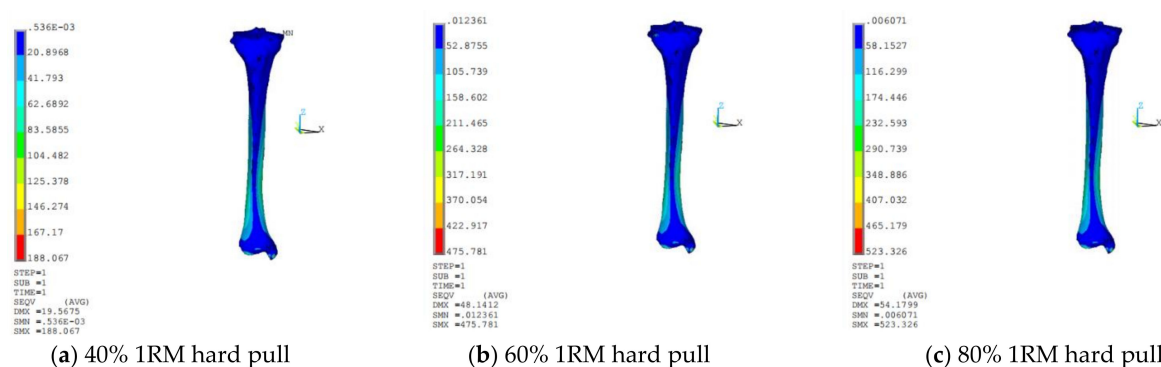 .536E-03
20.8968
41.793
62.6892
83.5855
104.482
125.378
146.274
167.17
188.067
STEP=1
SUB =1
TIME=1
SEQV (AVG)
DMX =19.5675
SMN =.536E-03
SMX =188.067
MN
X
(a) 40% 1RM hard pull
.012361
52.8755
105.739
158.602
211.465
264.328
317.191
370.054
422.917
475.781
STEP=1
SUB =1
TIME=1
SEQV (AVG)
DMX =48.1412
SMN =.012361
SMX =475.781
X
(b) 60% 1RM hard pull
.006071
58.1527
116.299
174.446
232.593
290.739
348.886
407.032
465.179
523.326
STEP=1
SUB =1
TIME=1
SEQV (AVG)
DMX =54.1799
SMN =.006071
SMX =523.326
X
(c) 80% 1RM hard pull